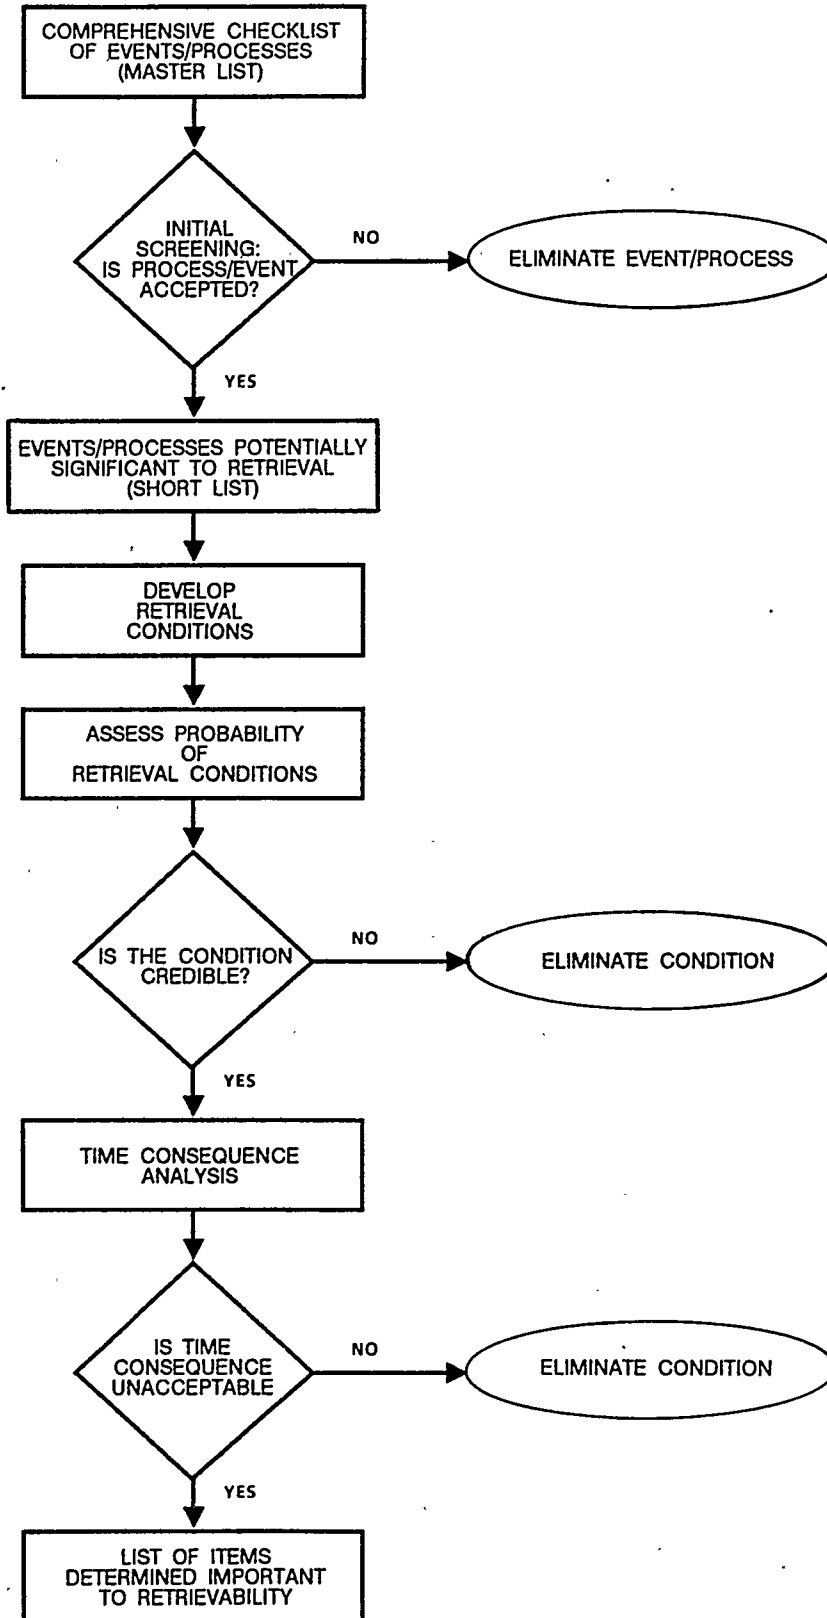 COMPREHENSIVE CHECKLIST
OF EVENTS/PROCESSES
(MASTER LIST)
INITIAL
SCREENING:
IS PROCESS/EVENT
ACCEPTED?
NO
ELIMINATE EVENT/PROCESS
YES
EVENTS/PROCESSES POTENTIALLY
SIGNIFICANT TO RETRIEVAL
(SHORT LIST)
DEVELOP
RETRIEVAL
CONDITIONS
ASSESS PROBABILITY
OF
RETRIEVAL CONDITIONS
IS THE CONDITION
CREDIBLE?
NO
ELIMINATE CONDITION
YES
TIME CONSEQUENCE
ANALYSIS
IS TIME
CONSEQUENCE
UNACCEPTABLE
NO
ELIMINATE CONDITION
YES
LIST OF ITEMS
DETERMINED IMPORTANT
TO RETRIEVABILITY